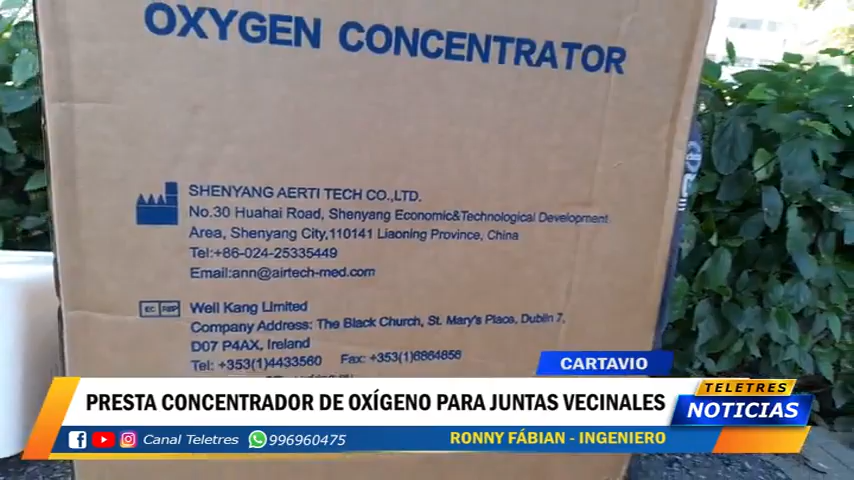 OXYGEN CONCENTRATOR
SHENYANG AERTI TECH CO.,LTD.
No.30 Huahai Road, Shenyang Economic&Technological Development
Area, Shenyang City,110141 Liaoning Province, China
Tel:+86-024-25335449
Email:ann@airtech-med.com
EC REP
Well Kang Limited
Company Address: The Black Church, St. Mary's Place, Dublin 7,
D07 P4AX, Ireland
Tel: +353(1)4433560 Fax: +353(1)6864856
CARTAVIO
PRESTA CONCENTRADOR DE OXÍGENO PARA JUNTAS VECINALES
TELETRES
NOTICIAS
Canal Teletres 996960475
RONNY FÁBIAN - INGENIERO